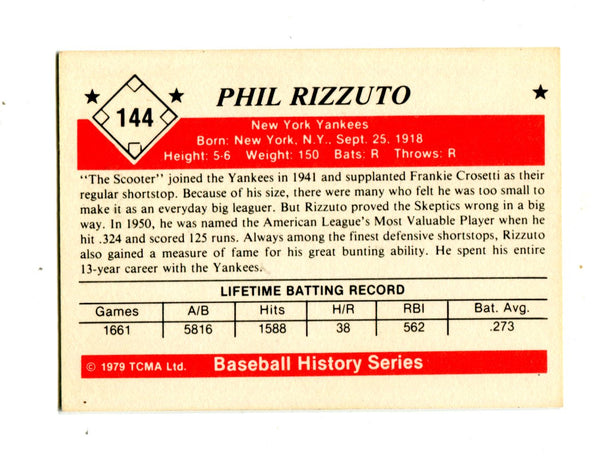 144
PHIL RIZZUTO
New York Yankees
Born: New York, N.Y., Sept. 25. 1918
Height: 5-6 Weight: 150 Bats: R Throws: R
"The Scooter" joined the Yankees in 1941 and supplanted Frankie Crosetti as their
regular shortstop. Because of his size, there were many who felt he was too small to
make it as an everyday big leaguer. But Rizzuto proved the Skeptics wrong in a big
way. In 1950, he was named the American League's Most Valuable Player when he
hit .324 and scored 125 runs. Always among the finest defensive shortstops, Rizzuto
also gained a measure of fame for his great bunting ability. He spent his entire
13-year career with the Yankees.
LIFETIME BATTING RECORD
Games A/B Hits H/R RBI Bat. Avg.
1661 5816 1588 38 562 .273
© 1979 TCMA Ltd. Baseball History Series